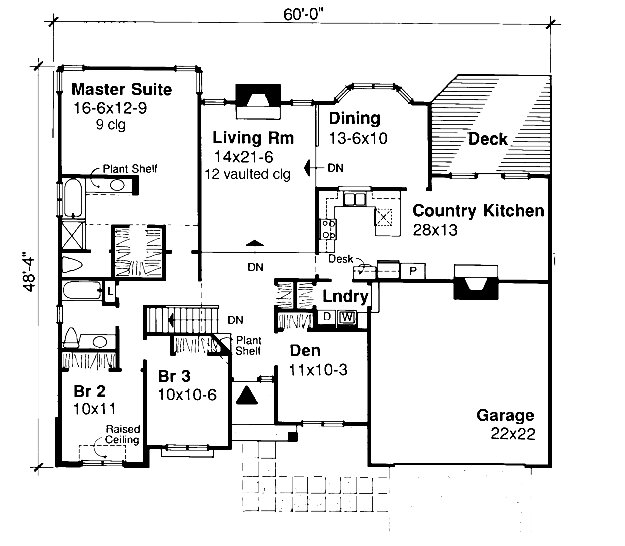 60'-0"
Master Suite
16-6x12-9
9 clg
Plant Shelf
Living Rm
14x21-6
12 vaulted clg
Dining
13-6x10
DN
Deck
Country Kitchen
28x13
Desk
P
48'-4"
DN
L
Lndry
D
W
DN
Plant
Shelf
Den
11x10-3
Br 3
10x10-6
Br 2
10x11
Raised
Ceiling
Garage
22x22